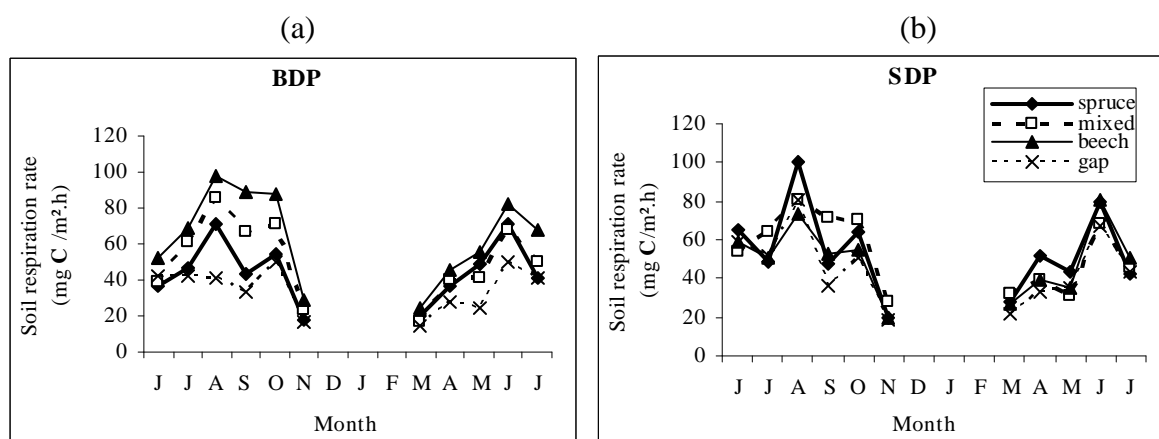 (a)
BDP
Soil respiration rate
(mg C /m².h)
120
100
80
60
40
20
0
J J A S O N D J F M A M J J
Month
(b)
SDP
spruce
mixed
beech
gap
Soil respiration rate
(mg C/m².h)
120
100
80
60
40
20
0
J J A S O N D J F M A M J J
Month